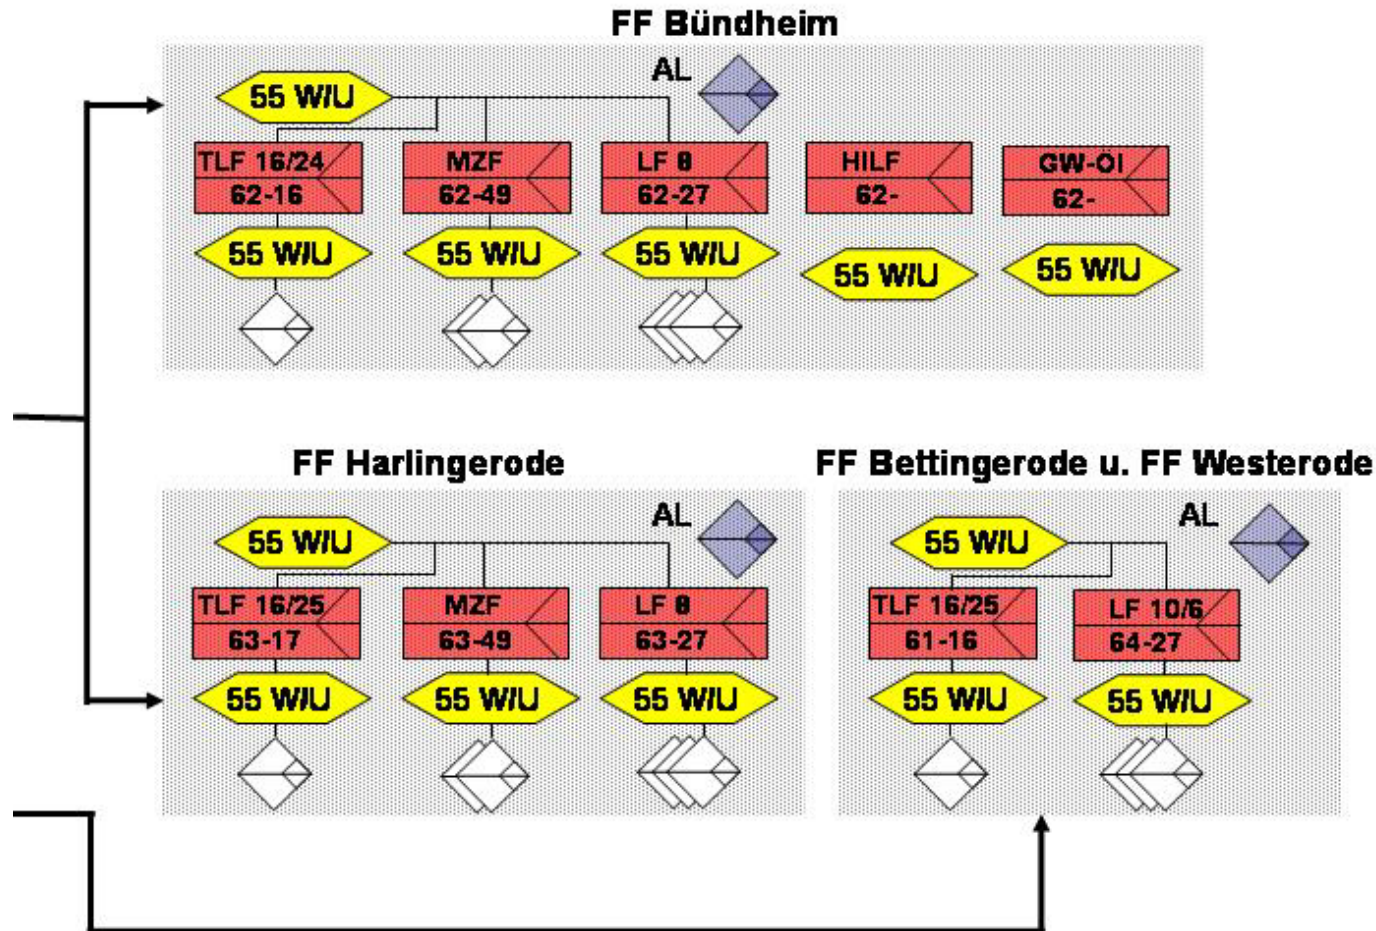 FF Bündheim
AL
55 W/U
TLF 16/24
62-16
MZF
62-49
LF 8
62-27
HILF
62-
GW-Öl
62-
55 W/U
55 W/U
55 W/U
55 W/U
55 W/U
FF Harlingerode
AL
55 W/U
TLF 16/25
63-17
MZF
63-49
LF 8
63-27
55 W/U
55 W/U
55 W/U
FF Bettingerode u. FF Westerode
AL
55 W/U
TLF 16/25
61-16
LF 10/6
64-27
55 W/U
55 W/U